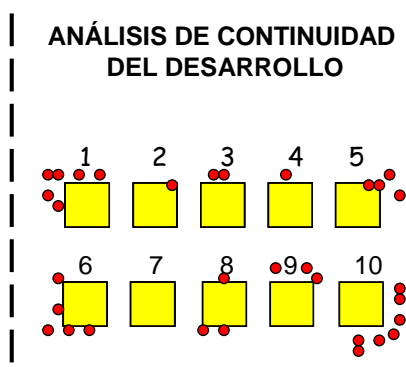 ANÁLISIS DE CONTINUIDAD
DEL DESARROLLO
1 2 3 4 5
6 7 8 9 10